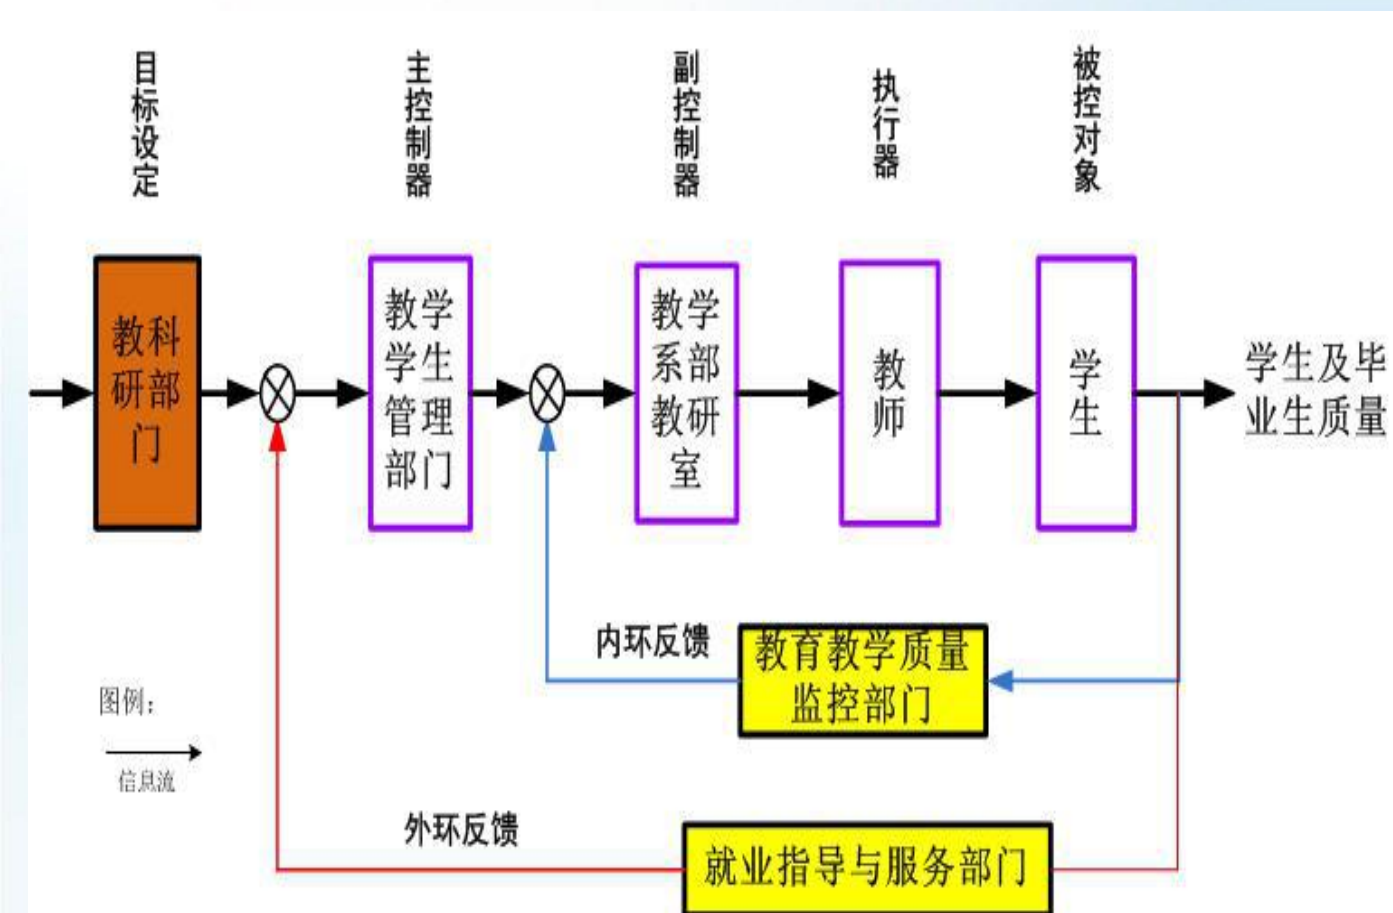 目标设定
主控制器
副控制器
执行器
被控对象
教科
研部
门
教学
学生
管理
部门
教学
系部
教研
室
教
师
学
生
学生及毕
业生质量
内环反馈
教育教学质量
监控部门
图例：
信息流
外环反馈
就业指导与服务部门